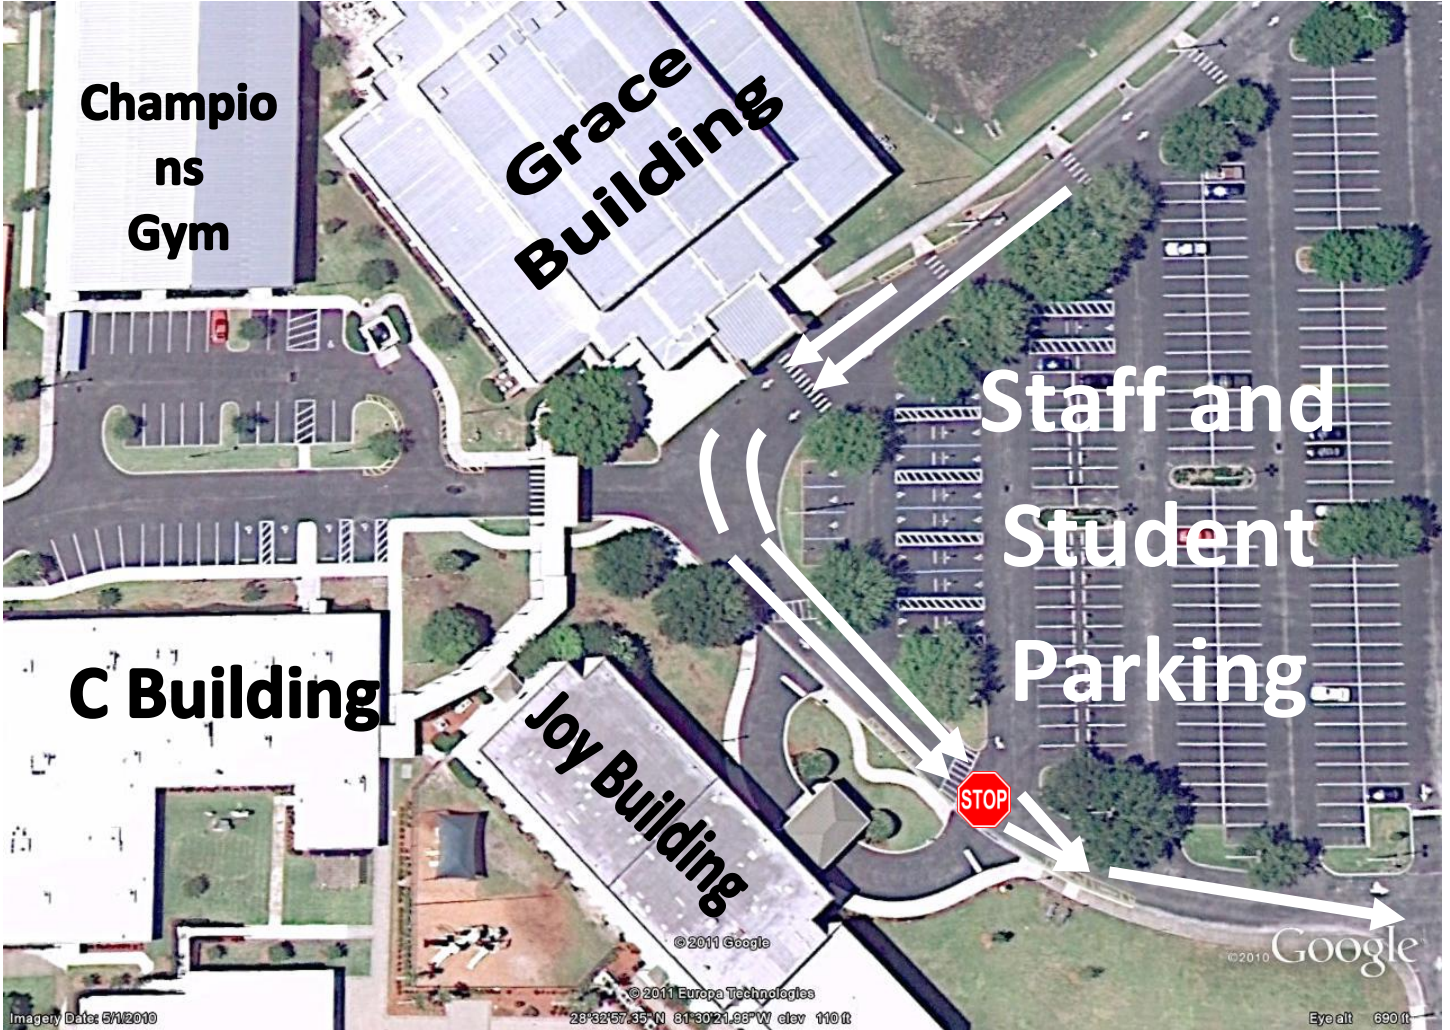 Champio
ns
Gym
Grace
Building
Staff and
Student
Parking
C Building
Joy Building
STOP
© 2011 Google
©2010 Google
© 2011 Europa Technologies
Imagery Date: 5/1/2010
28°32'57.35" N 81°30'21.98" W elev 110 ft
Eye alt 690 ft